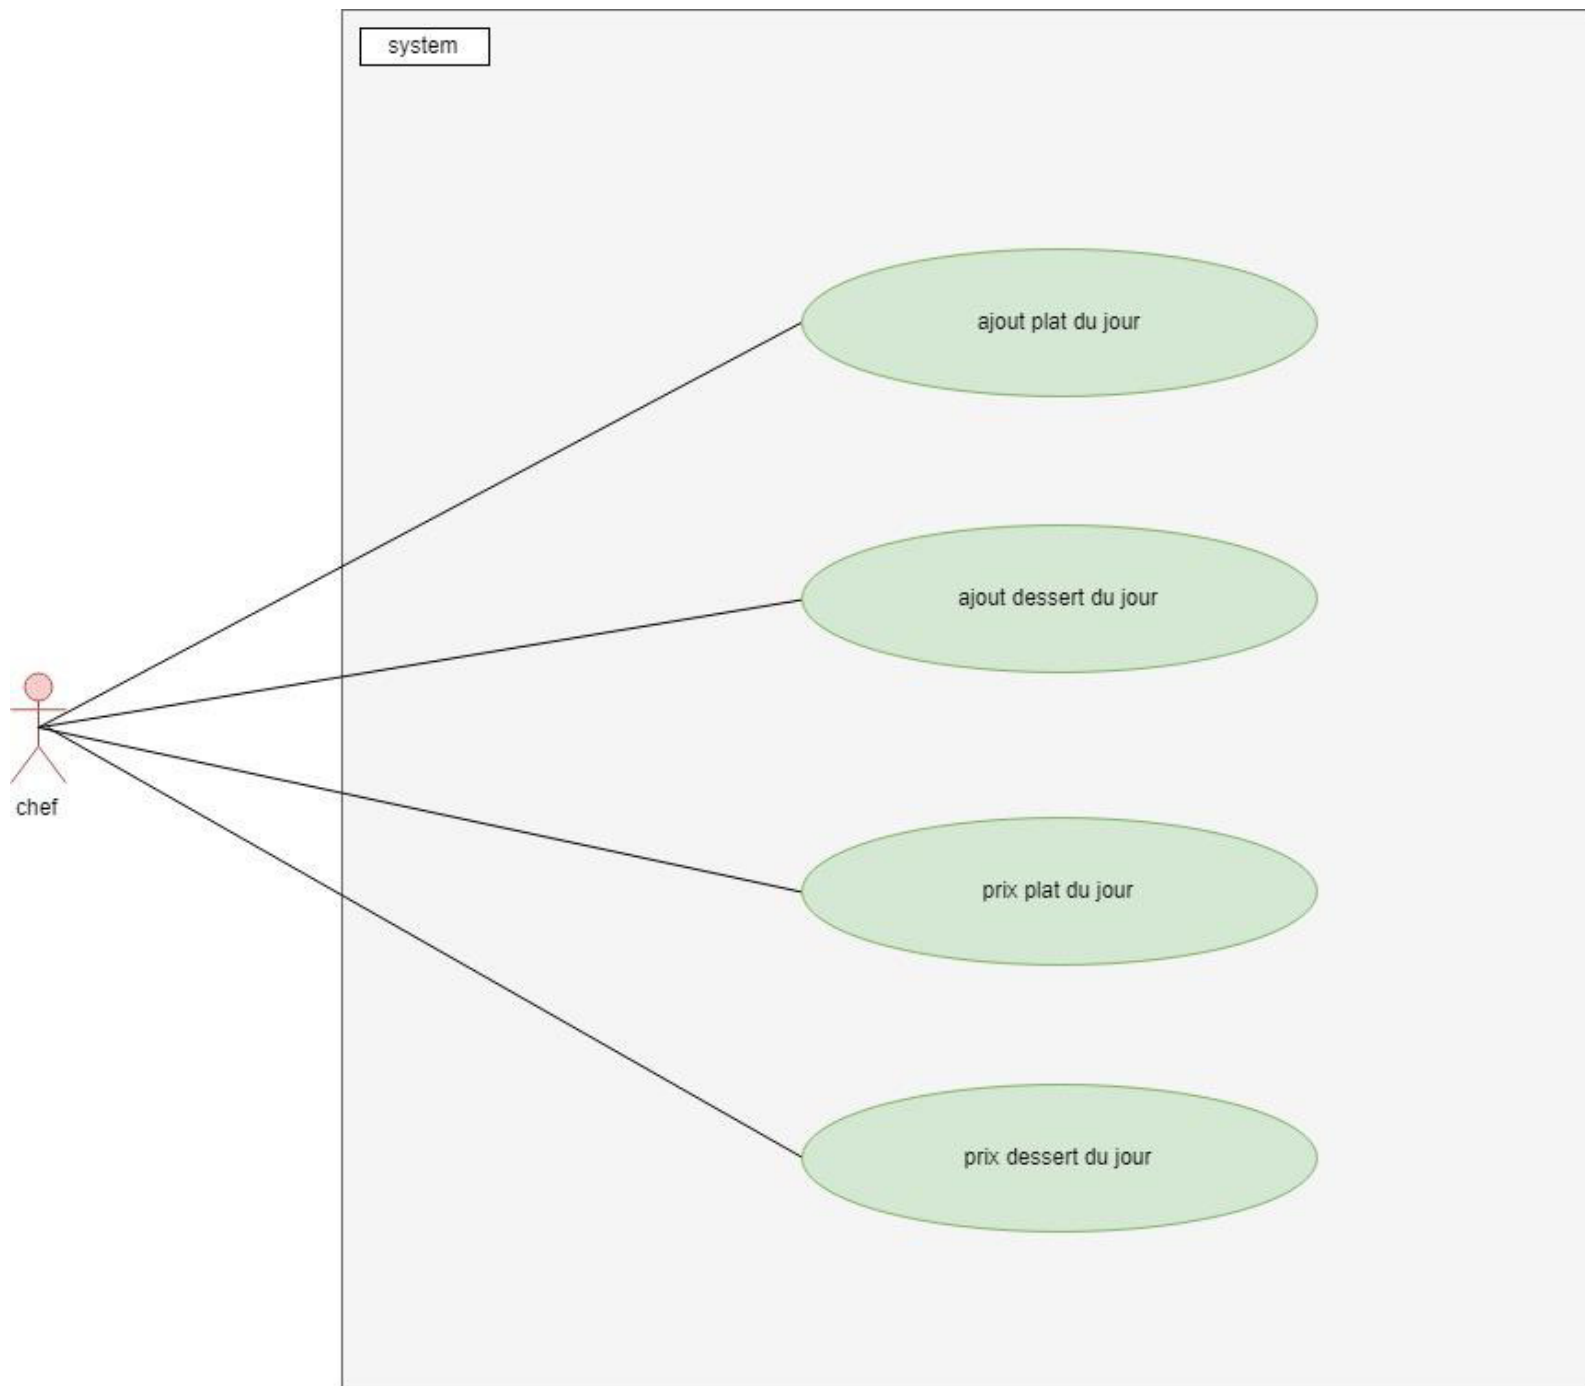 system
ajout plat du jour
ajout dessert du jour
chef
prix plat du jour
prix dessert du jour